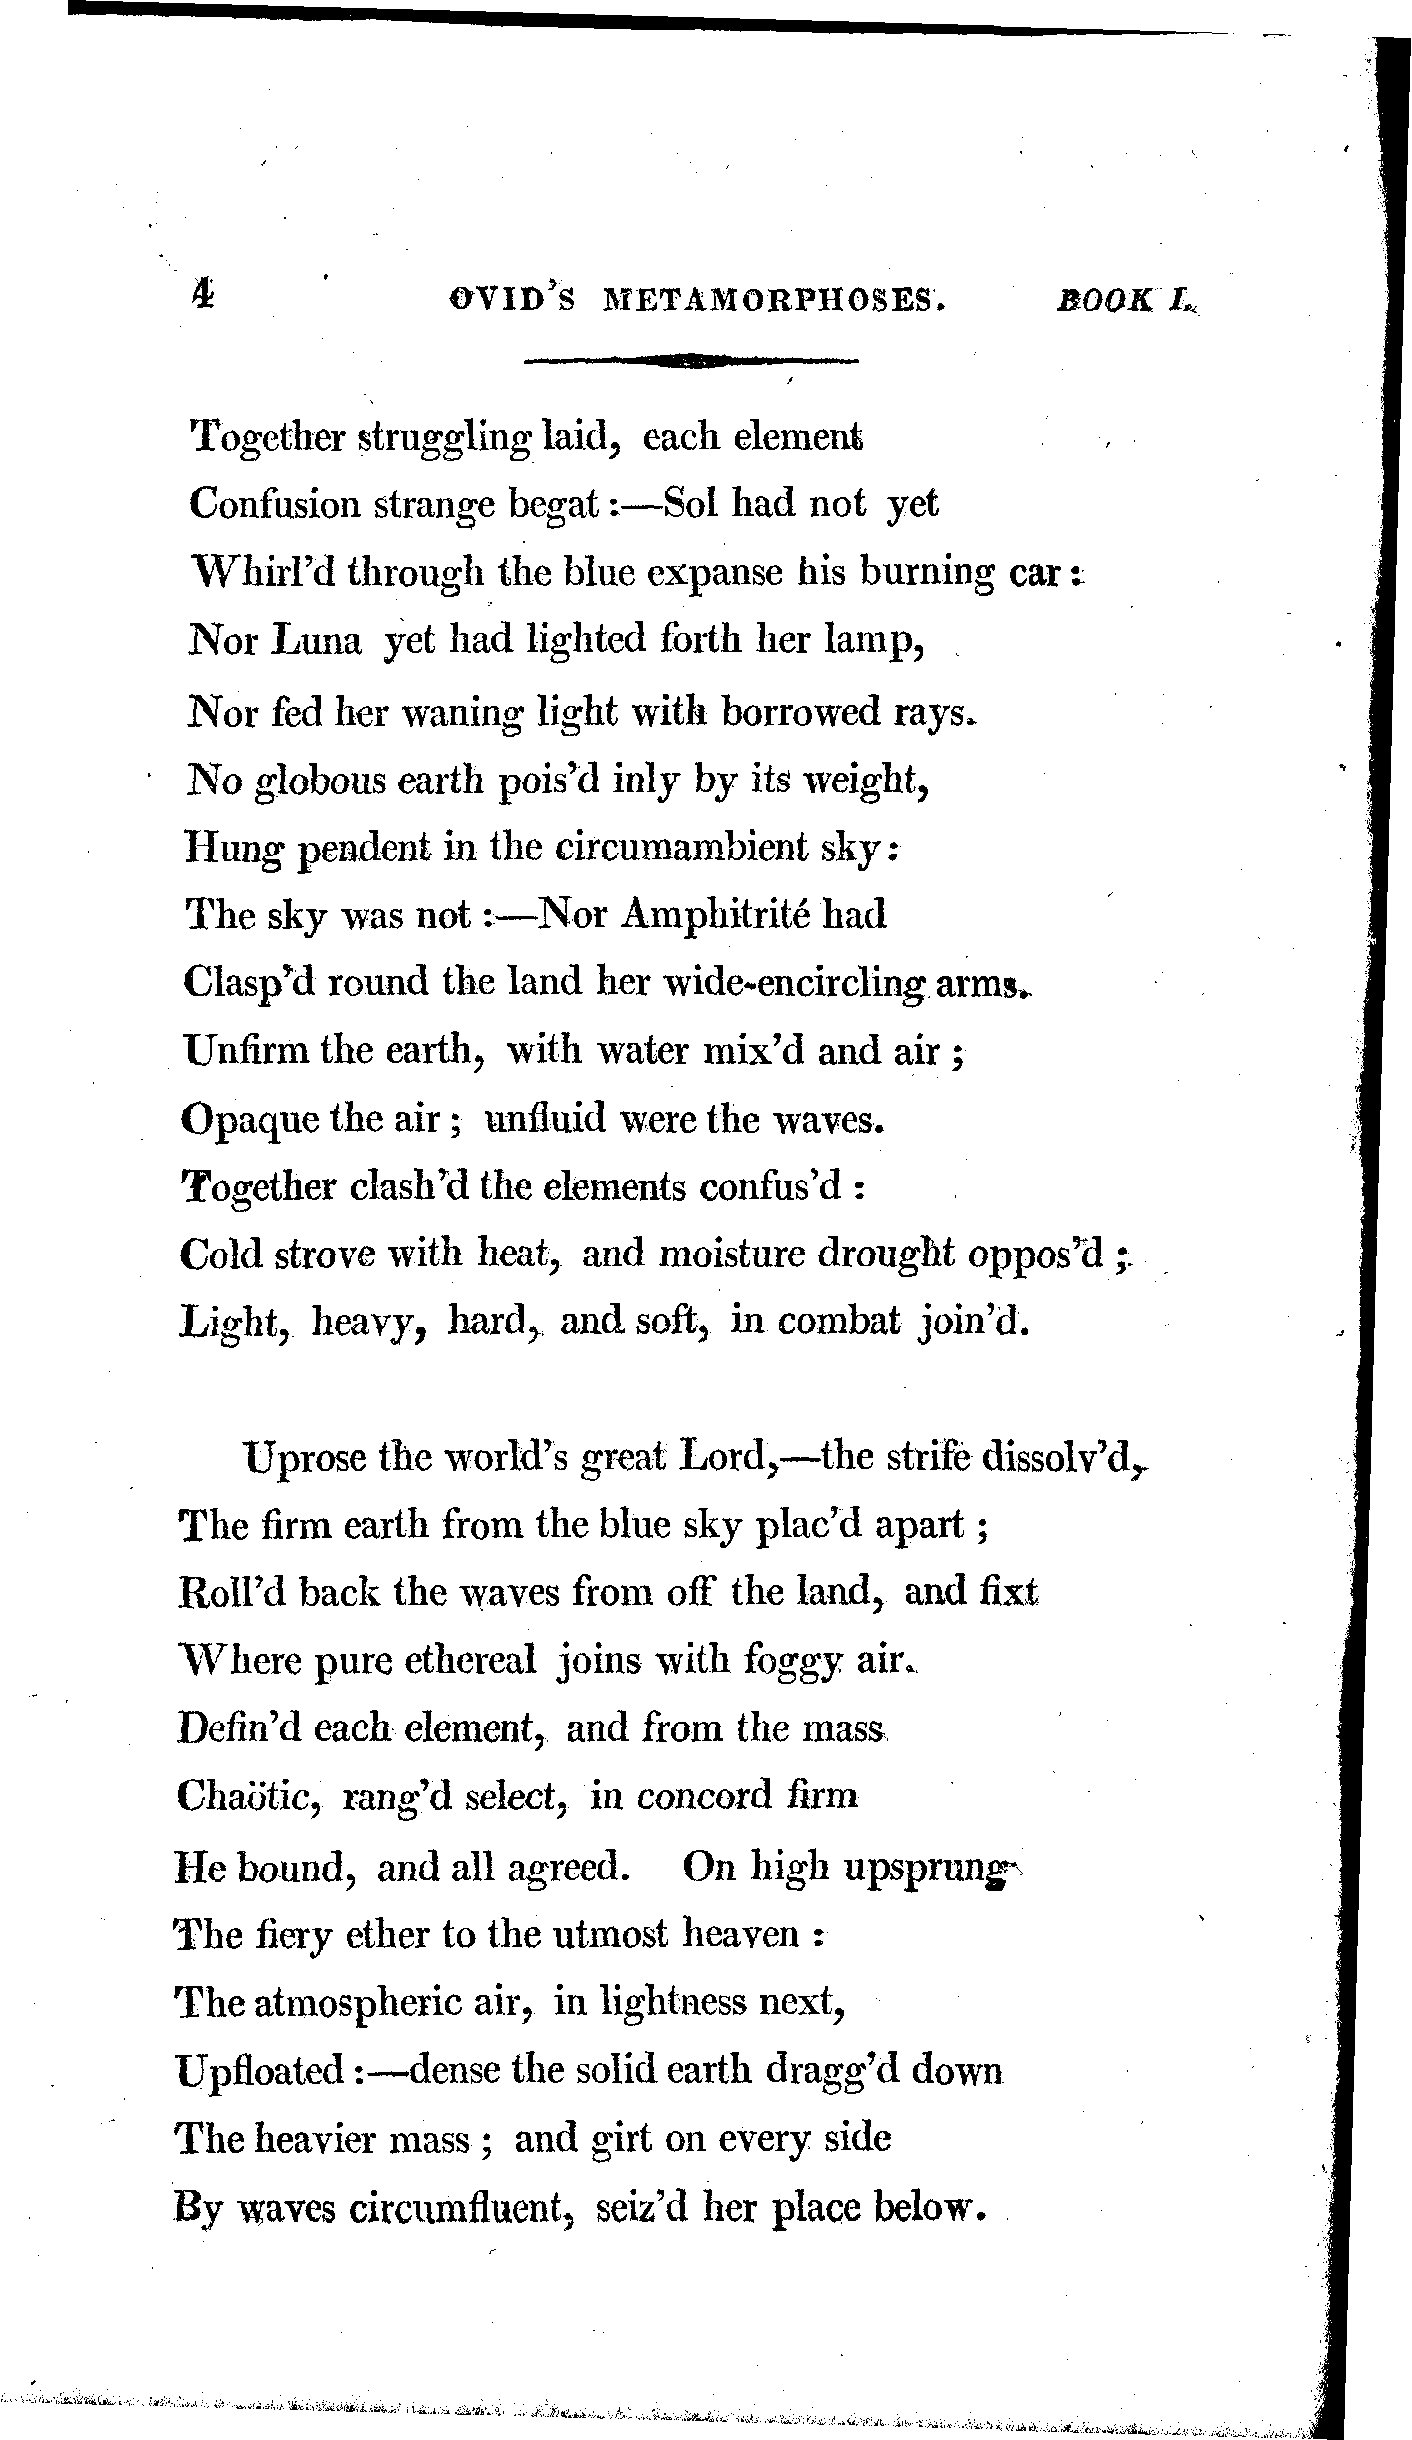 4 OVID'S METAMORPHOSES. BOOK I.
Together struggling laid, each element
Confusion strange begat :—Sol had not yet
Whirl'd through the blue expanse his burning car :
Nor Luna yet had lighted forth her lamp,
Nor fed her waning light with borrowed rays.
No globous earth pois'd inly by its weight,
Hung pendent in the circumambient sky :
The sky was not :—Nor Amphitrité had
Clasp'd round the land her wide-encircling arms.
Unfirm the earth, with water mix'd and air ;
Opaque the air ; unfluid were the waves.
Together clash'd the elements confus'd :
Cold strove with heat, and moisture drought oppos'd ;
Light, heavy, hard, and soft, in combat join'd.
Uprose the world's great Lord,—the strife dissolv'd,
The firm earth from the blue sky plac'd apart ;
Roll'd back the waves from off the land, and fixt
Where pure ethereal joins with foggy air.
Defin'd each element, and from the mass
Chaötic, rang'd select, in concord firm
He bound, and all agreed. On high upsprung
The fiery ether to the utmost heaven :
The atmospheric air, in lightness next,
Upfloated :—dense the solid earth dragg'd down
The heavier mass ; and girt on every side
By waves circumfluent, seiz'd her place below.